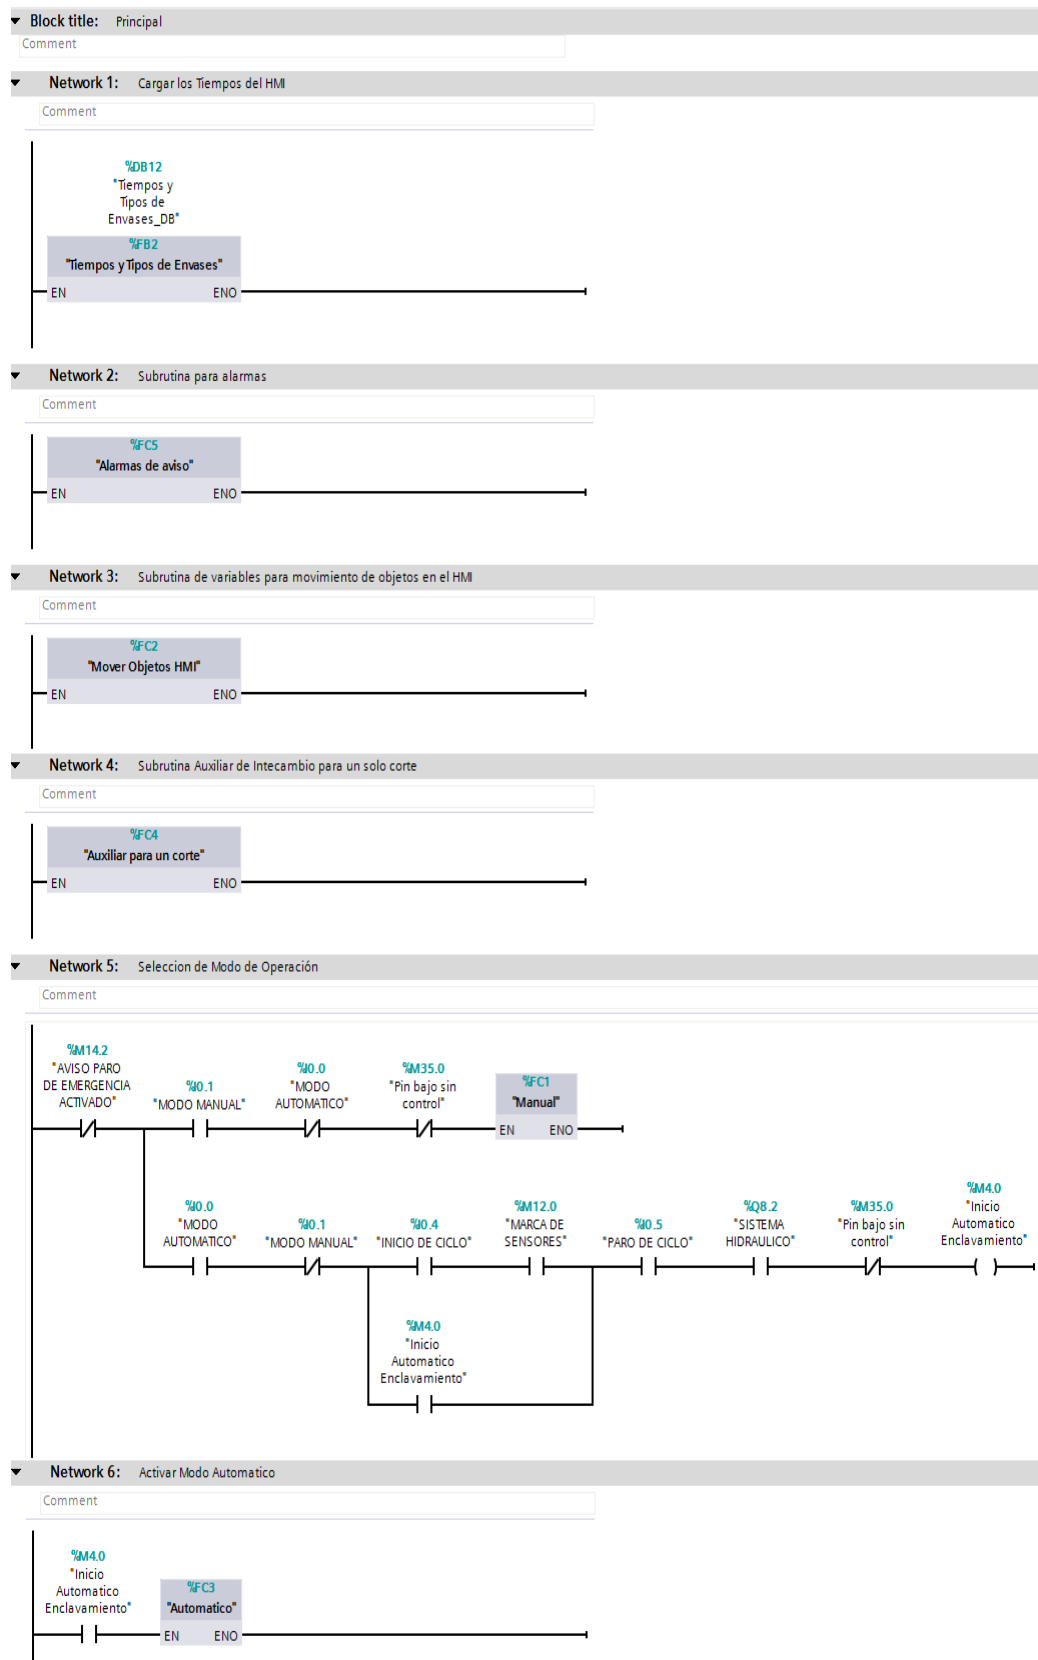 Block title: Principal
Comment
Network 1: Cargar los Tiempos del HMI
Comment
%DB12
"Tiempos y
Tipos de
Envases_DB"
%FB2
"Tiempos y Tipos de Envases"
EN ENO
Network 2: Subrutina para alarmas
Comment
%FC5
"Alarmas de aviso"
EN ENO
Network 3: Subrutina de variables para movimiento de objetos en el HMI
Comment
%FC2
"Mover Objetos HMI"
EN ENO
Network 4: Subrutina Auxiliar de Intecambio para un solo corte
Comment
%FC4
"Auxiliar para un corte"
EN ENO
Network 5: Seleccion de Modo de Operación
Comment
%M14.2
"AVISO PARO
DE EMERGENCIA
ACTIVADO"
%I0.1
"MODO MANUAL"
%I0.0
"MODO
AUTOMATICO"
%M35.0
"Pin bajo sin
control"
%FC1
"Manual"
EN ENO
%I0.0
"MODO
AUTOMATICO"
%I0.1
"MODO MANUAL"
%I0.4
"INICIO DE CICLO"
%M12.0
"MARCA DE
SENSORES"
%I0.5
"PARO DE CICLO"
%Q8.2
"SISTEMA
HIDRAULICO"
%M35.0
"Pin bajo sin
control"
%M4.0
"Inicio
Automatico
Enclavamiento"
%M4.0
"Inicio
Automatico
Enclavamiento"
Network 6: Activar Modo Automatico
Comment
%M4.0
"Inicio
Automatico
Enclavamiento"
%FC3
"Automatico"
EN ENO